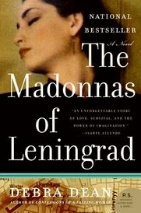 NATIONAL
BESTSELLER
A Novel
The
Madonnas
of
Leningrad
"AN UNFORGETTABLE STORY
OF LOVE, SURVIVAL, AND THE
POWER OF IMAGINATION."
—ISABEL ALLENDE
DEBRA DEAN
P.S.